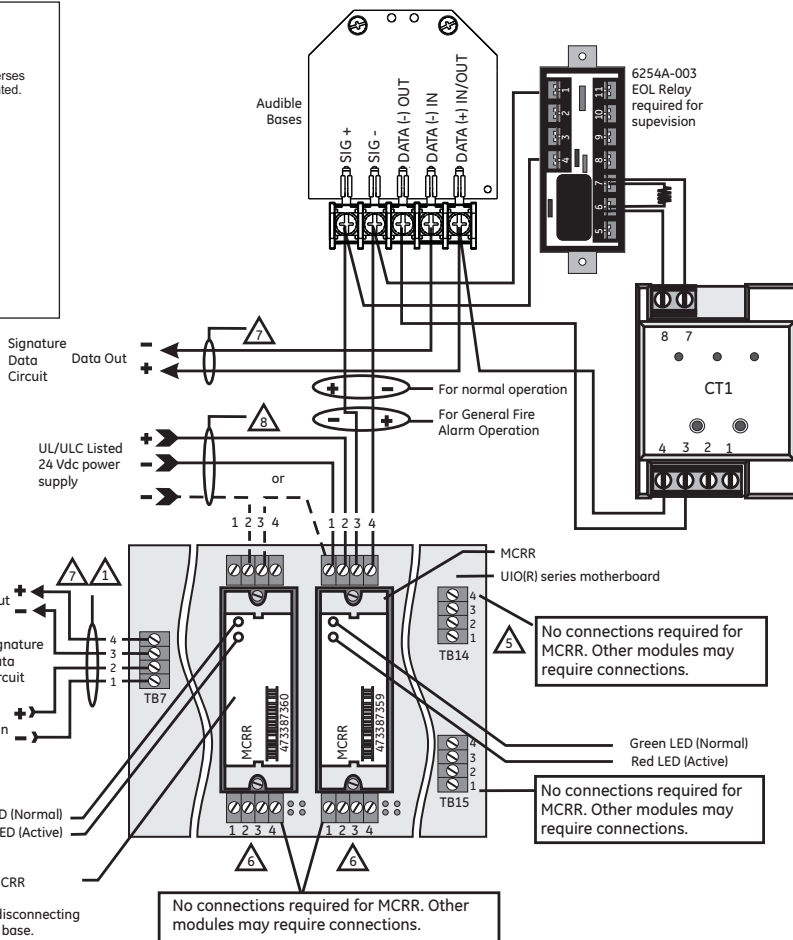 erses
ted.
Audible
Bases
SIG +
SIG -
DATA (-) OUT
DATA (-) IN
DATA (+) IN/OUT
1
2
3
4
11
10
9
8
7
6
5
6254A-003
EOL Relay
required for
supevision
8 7
CT1
4 3 2 1
Signature
Data
Circuit
Data Out
-
+
7
+ -
For normal operation
- +
For General Fire
Alarm Operation
8
UL/ULC Listed
24 Vdc power
supply
+
-
-
or
1 2 3 4
1 2 3 4
MCRR
UIO(R) series motherboard
7
1
ut
+
-
gnature
ata
rcuit
n
+
-
4
3
2
1
TB7
MCRR
473387360
MCRR
473387359
4
3
2
1
TB14
5
No connections required for
MCRR. Other modules may
require connections.
Green LED (Normal)
Red LED (Active)
4
3
2
1
TB15
No connections required for
MCRR. Other modules may
require connections.
D (Normal)
ED (Active)
1 2 3 4
1 2 3 4
6
6
CRR
disconnecting
base.
No connections required for MCRR. Other
modules may require connections.